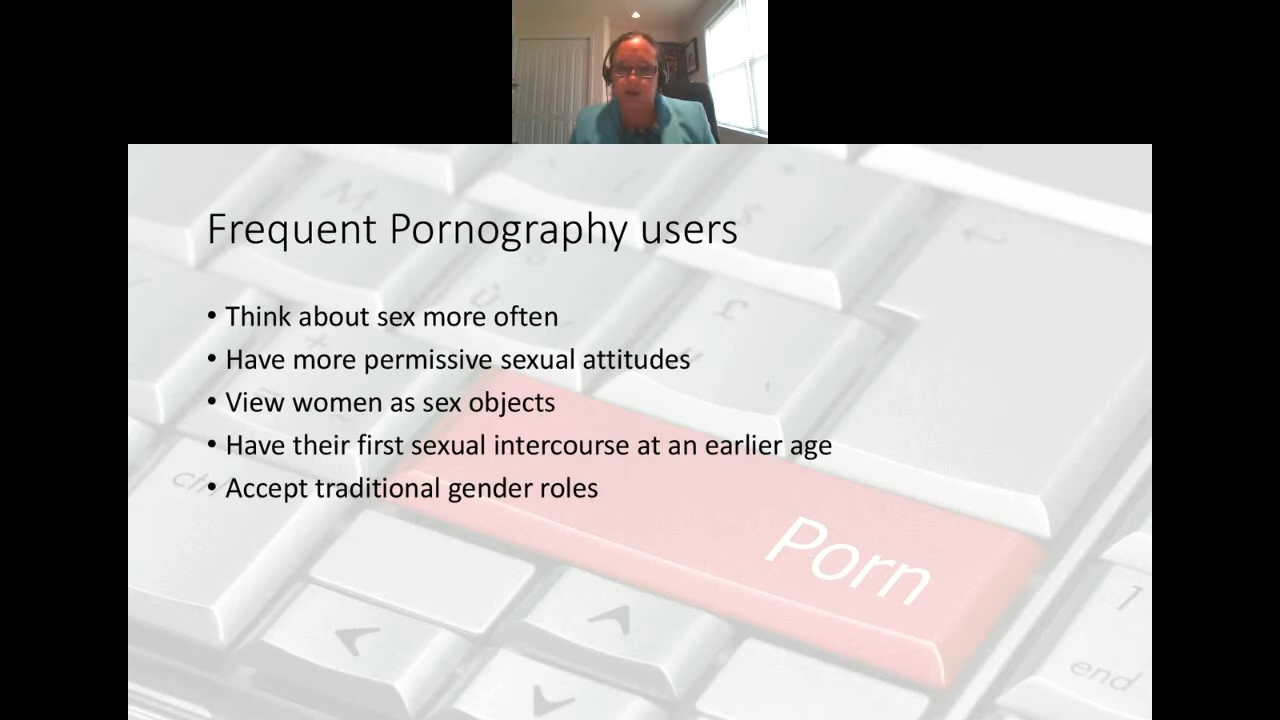 Frequent Pornography users
• Think about sex more often
• Have more permissive sexual attitudes
• View women as sex objects
• Have their first sexual intercourse at an earlier age
• Accept traditional gender roles
Porn
end